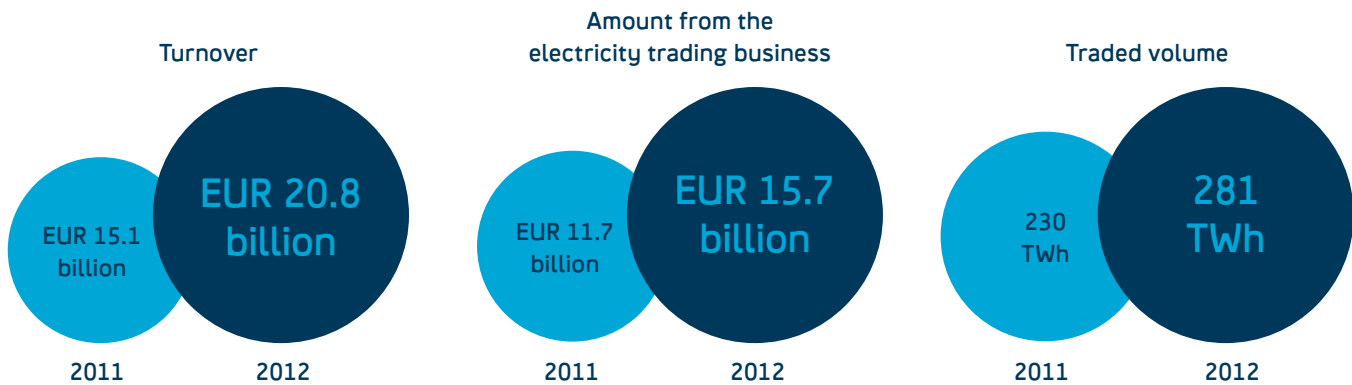 Turnover
EUR 15.1
billion
EUR 20.8
billion
2011
2012
Amount from the
electricity trading business
EUR 11.7
billion
EUR 15.7
billion
2011
2012
Traded volume
230
TWh
281
TWh
2011
2012